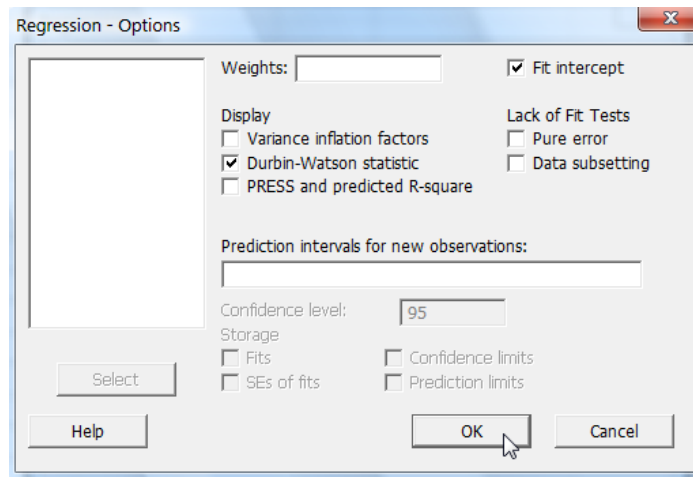 Regression - Options
Weights:
Fit intercept
Display
Variance inflation factors
Durbin-Watson statistic
PRESS and predicted R-square
Lack of Fit Tests
Pure error
Data subsetting
Prediction intervals for new observations:
Confidence level: 95
Storage
Fits
Confidence limits
SEs of fits
Prediction limits
Select
Help
OK
Cancel